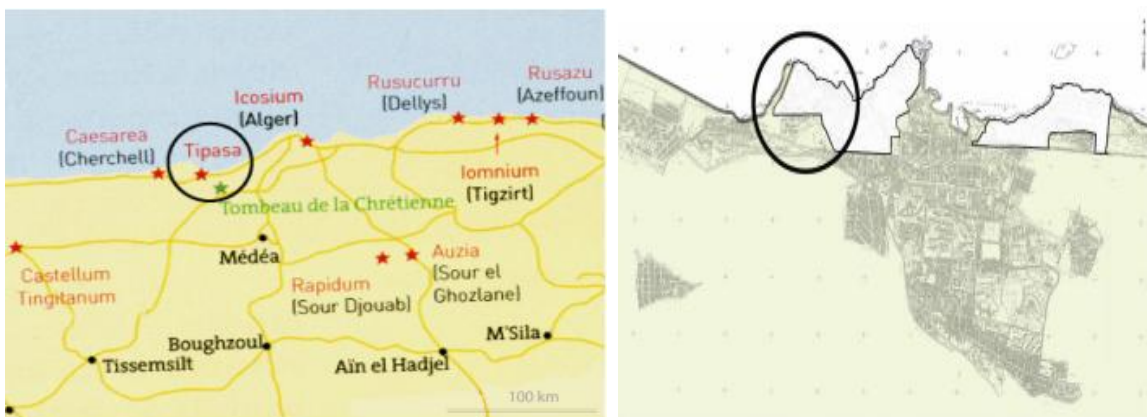 Rusucurru
(Dellys)
Rusazu
(Azeffoun)
Icosium
(Alger)
Caesarea
(Cherchell)
Tipasa
Iomnium
(Tigzirt)
Tombeau de la Chrétienne
Médéa
Castellum
Tingitanum
Rapidum
(Sour Djouab)
Auzia
(Sour el
Ghozlane)
M'Sila
Boughzoul
Tissemsilt
Aïn el Hadjel
100 km